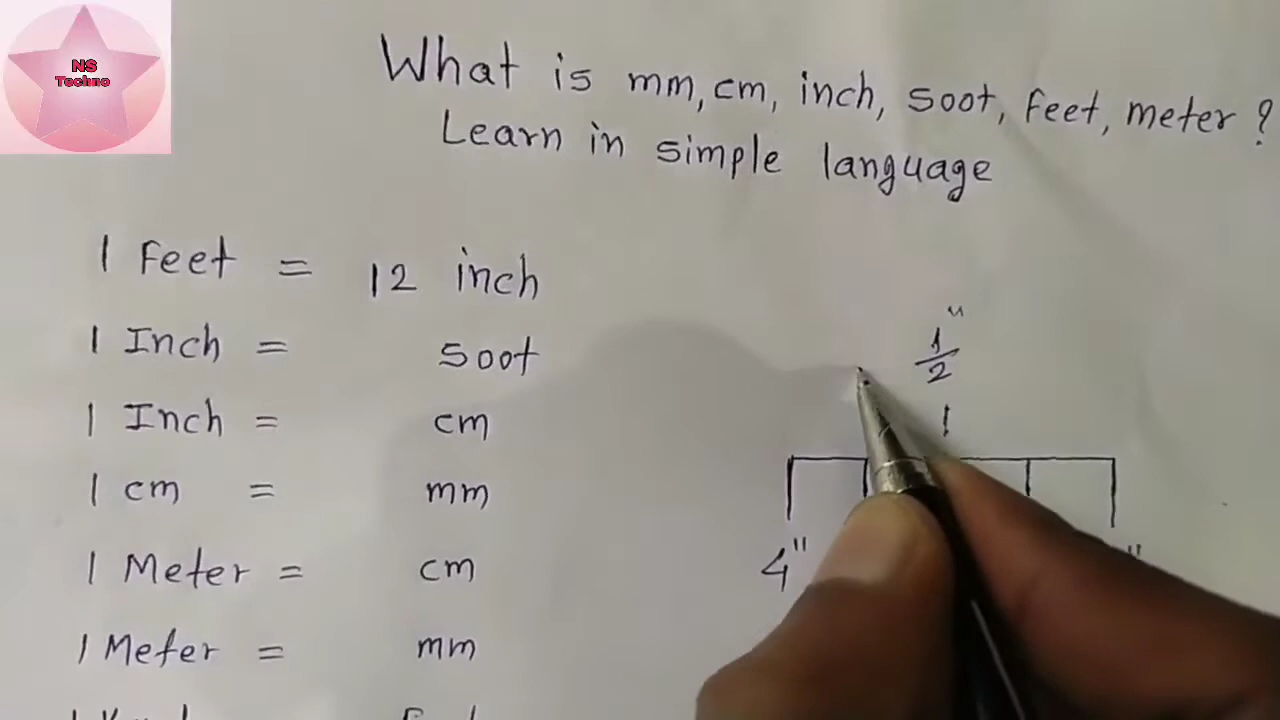 NS
Techno
What is mm, cm, inch, soot, feet, meter ?
Learn in simple language
1 Feet = 12 inch
1 Inch = soot
1 Inch = cm
1 cm = mm
1 Meter = cm
1 Meter = mm
1/2"
4"